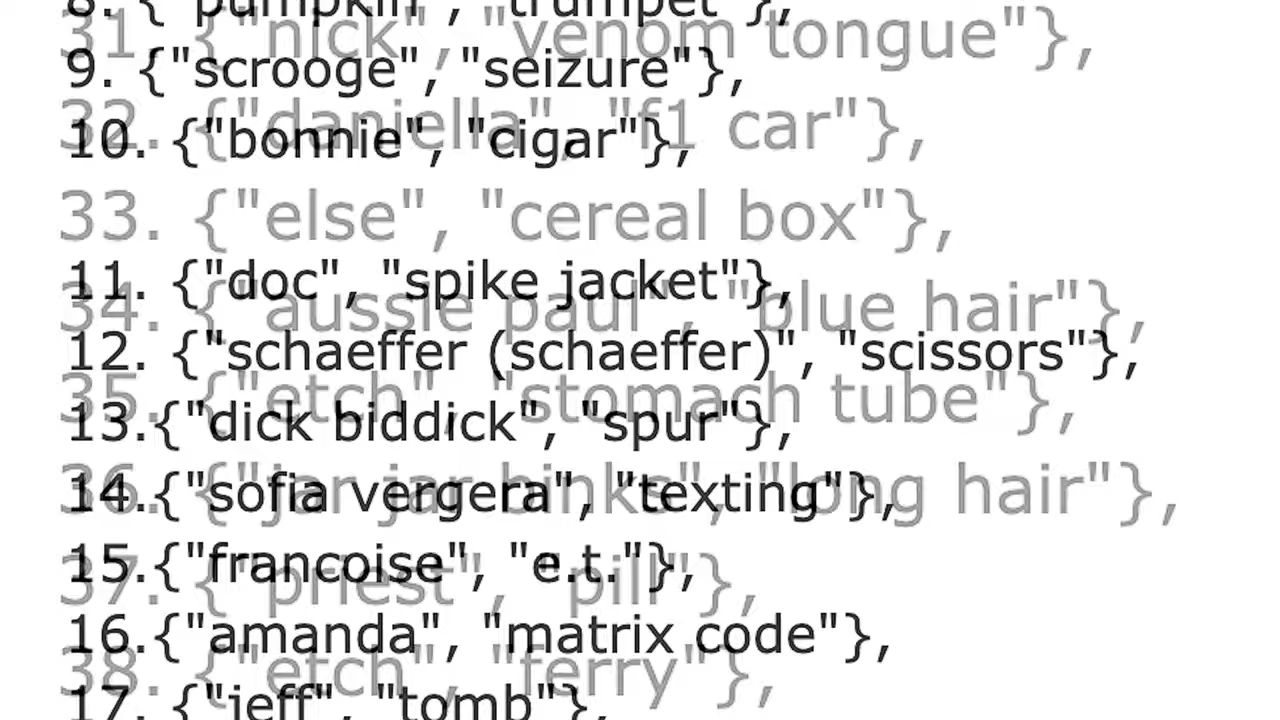 8. {"pumpkin", "trumpet"},
31. {"nick", "venom tongue"},
9. {"scrooge", "seizure"},
32. {"daniella", "f1 car"},
10. {"bonnie", "cigar"},
33. {"else", "cereal box"},
11. {"doc", "spike jacket"},
34. {"aussie paul", "blue hair"},
12. {"schaeffer (schaeffer)", "scissors"},
35. {"etch", "stomach tube"},
13.{"dick biddick", "spur"},
36. {"jar jar binks", "long hair"},
14.{"sofia vergera", "texting"},
15.{"francoise", "e.t."},
37. {"priest", "pill"},
16.{"amanda", "matrix code"},
38. {"etch", "ferry"},
17. {"jeff", "tomb"},